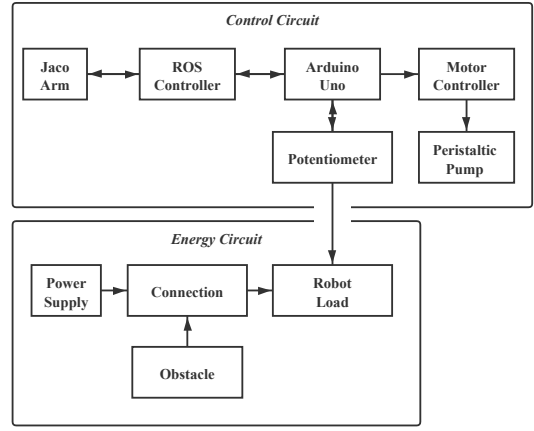 Control Circuit
Jaco
Arm
ROS
Controller
Arduino
Uno
Motor
Controller
Potentiometer
Peristaltic
Pump
Energy Circuit
Power
Supply
Connection
Robot
Load
Obstacle